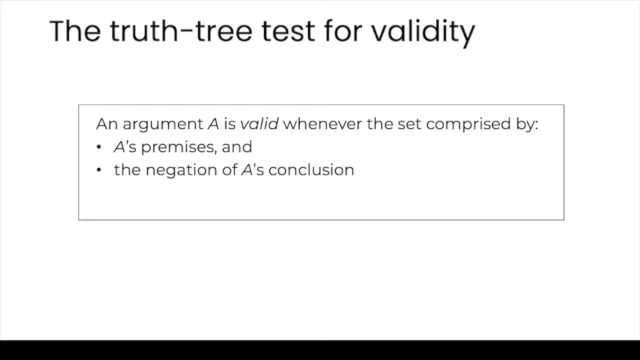 The truth-tree test for validity
An argument A is valid whenever the set comprised by:
• A's premises, and
• the negation of A's conclusion